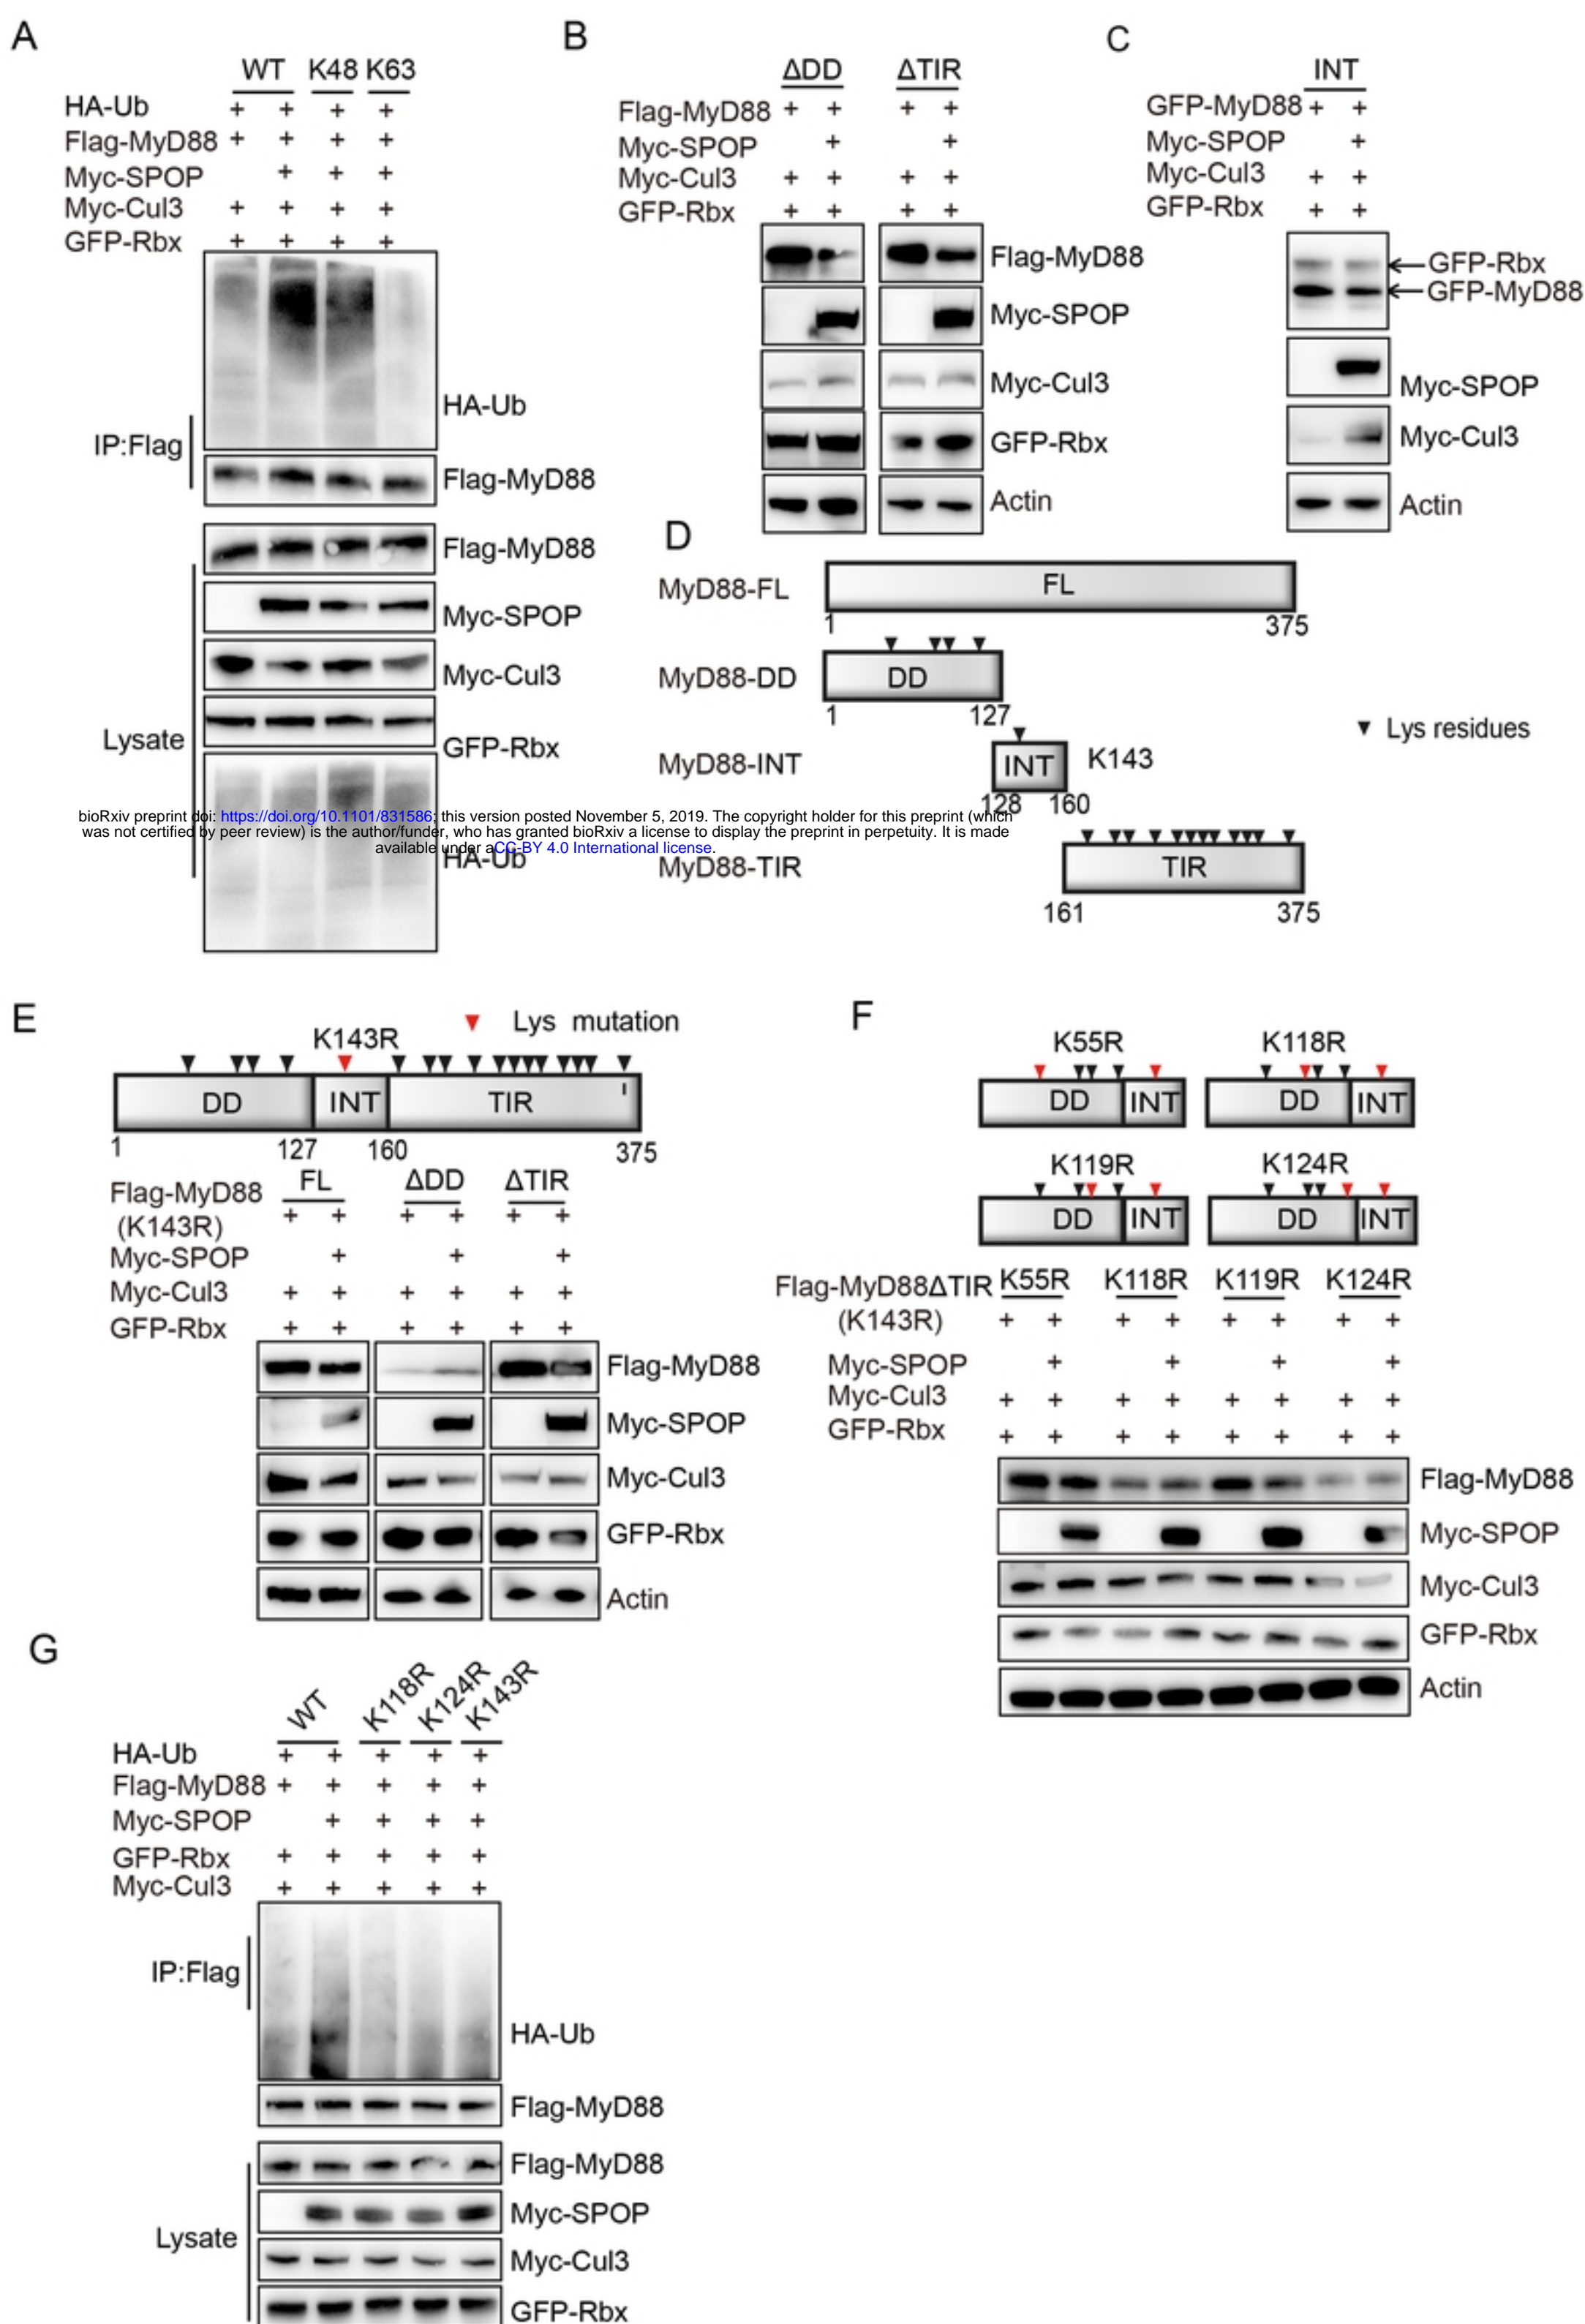 A
WT K48 K63
HA-Ub + + + +
Flag-MyD88 + + + +
Myc-SPOP + + +
Myc-Cul3 + + + +
GFP-Rbx + + + +
HA-Ub
IP:Flag
Flag-MyD88
Flag-MyD88
Myc-SPOP
Myc-Cul3
Lysate
GFP-Rbx
HA-Ub
B
ΔDD ΔTIR
Flag-MyD88 + + + +
Myc-SPOP + +
Myc-Cul3 + + + +
GFP-Rbx + + + +
Flag-MyD88
Myc-SPOP
Myc-Cul3
GFP-Rbx
Actin
C
INT
GFP-MyD88 + +
Myc-SPOP +
Myc-Cul3 + +
GFP-Rbx + +
GFP-Rbx
GFP-MyD88
Myc-SPOP
Myc-Cul3
Actin
D
MyD88-FL FL
1 375
MyD88-DD DD
1 127
Lys residues
MyD88-INT INT K143
128 160
bioRxiv preprint doi: https://doi.org/10.1101/831586; this version posted November 5, 2019. The copyright holder for this preprint (which
was not certified by peer review) is the author/funder, who has granted bioRxiv a license to display the preprint in perpetuity. It is made
available under aCC-BY 4.0 International license.
MyD88-TIR TIR
161 375
E
Lys mutation
K143R
DD INT TIR
1 127 160 375
FL ΔDD ΔTIR
Flag-MyD88 + + + + + +
(K143R)
Myc-SPOP + + +
Myc-Cul3 + + + + + +
GFP-Rbx + + + + + +
Flag-MyD88
Myc-SPOP
Myc-Cul3
GFP-Rbx
Actin
F
K55R K118R
DD INT DD INT
K119R K124R
DD INT DD INT
Flag-MyD88ΔTIR K55R K118R K119R K124R
(K143R) + + + + + + + +
Myc-SPOP + + + +
Myc-Cul3 + + + + + + + +
GFP-Rbx + + + + + + + +
Flag-MyD88
Myc-SPOP
Myc-Cul3
GFP-Rbx
Actin
G
WT K118R K124R K143R
HA-Ub + + + + +
Flag-MyD88 + + + + +
Myc-SPOP + + + +
GFP-Rbx + + + + +
Myc-Cul3 + + + + +
IP:Flag
HA-Ub
Flag-MyD88
Flag-MyD88
Myc-SPOP
Lysate
Myc-Cul3
GFP-Rbx